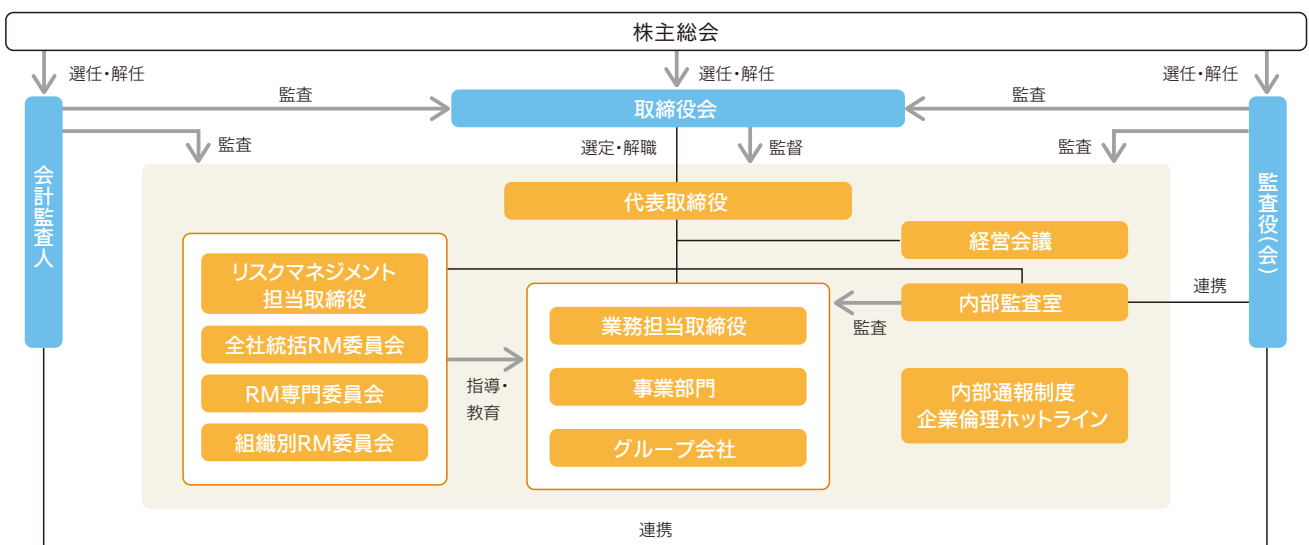 株主総会
選任・解任
選任・解任
選任・解任
監査
取締役会
監査
監査
選定・解職
監督
監査
会計監査人
監査役(会)
代表取締役
経営会議
リスクマネジメント
担当取締役
全社統括RM委員会
RM専門委員会
組織別RM委員会
指導・
教育
業務担当取締役
事業部門
グループ会社
監査
内部監査室
連携
内部通報制度
企業倫理ホットライン
連携